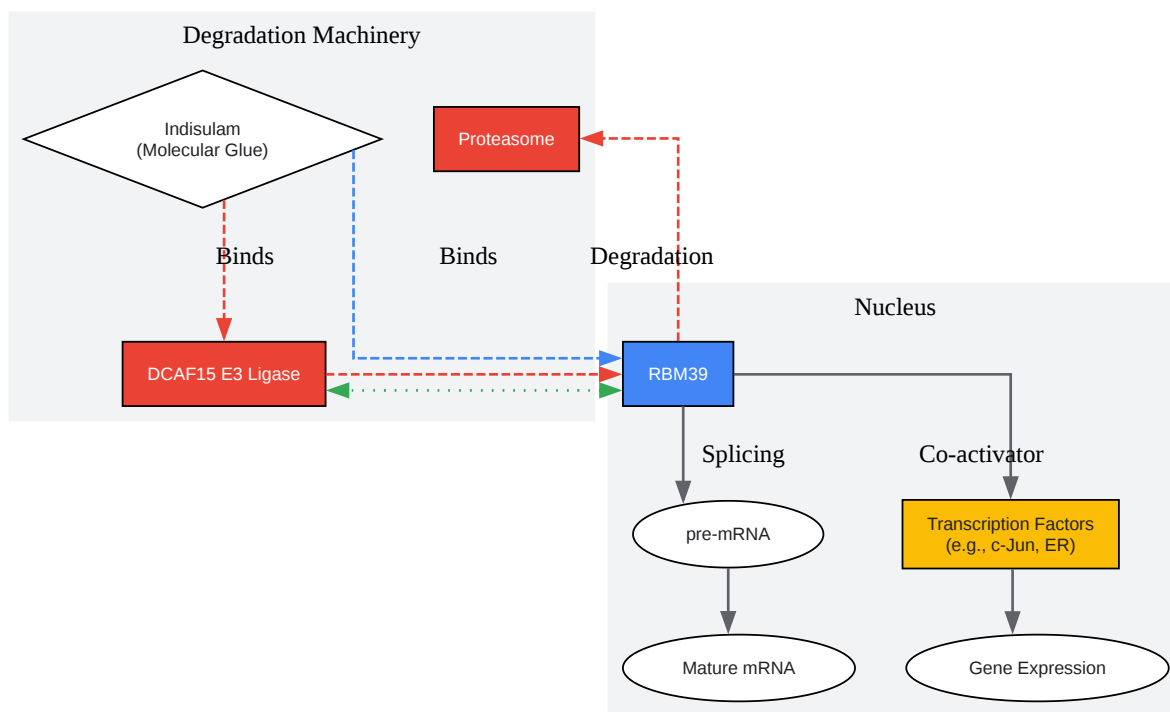 Degradation Machinery
Indisulam
(Molecular Glue)
Proteasome
Binds
Binds
Degradation
Nucleus
DCAF15 E3 Ligase
RBM39
Splicing
Co-activator
pre-mRNA
Transcription Factors
(e.g., c-Jun, ER)
Mature mRNA
Gene Expression